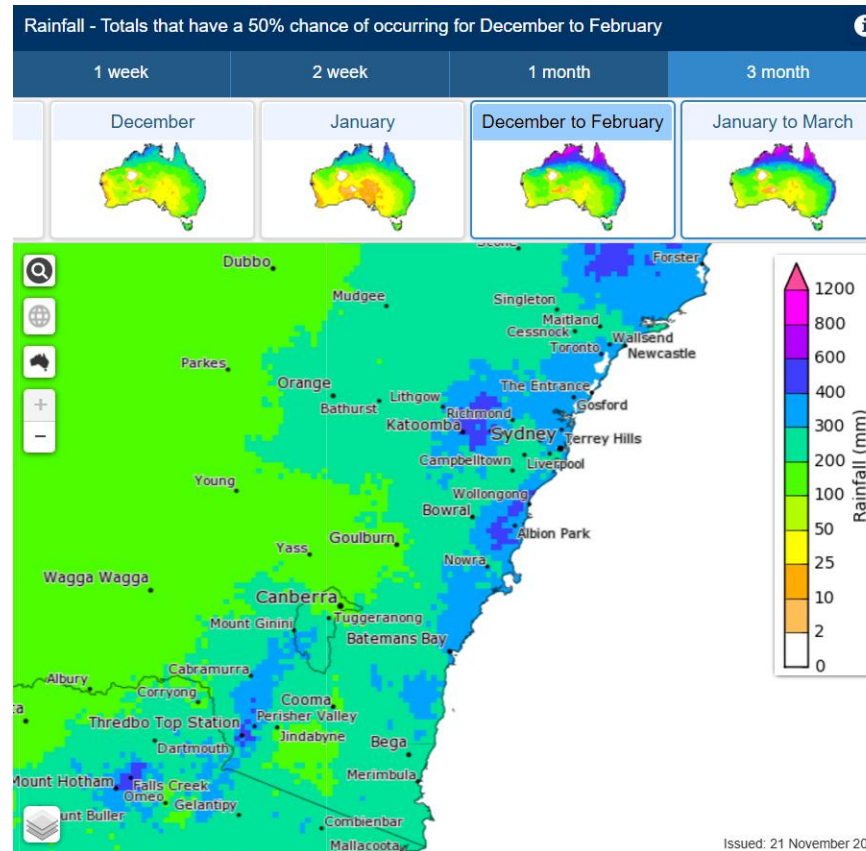 Rainfall - Totals that have a 50% chance of occurring for December to February
1 week
2 week
1 month
3 month
December
January
December to February
January to March
Forster
Dubbo
Mudgee
Singleton
Maitland
Cessnock
Wallsend
Toronto
Newcastle
Parkes
Orange
Lithgow
The Entrance
Bathurst
Richmond
Gosford
Katoomba
Sydney
Terrey Hills
Campbelltown
Liverpool
Young
Wollongong
Bowral
Albion Park
Goulburn
Yass
Nowra
Wagga Wagga
Canberra
Tuggeranong
Mount Ginini
Batemans Bay
Cabramurra
Albury
Corryong
Cooma
Thredbo Top Station
Perisher Valley
Jindabyne
Dartmouth
Bega
Mount Hotham
Falls Creek
Merimbula
Omeo
Gelantipy
Buller
Combienbar
Mallacoota
1200
800
600
400
300
200
100
50
25
10
2
0
Rainfall (mm)
Issued: 21 November 20